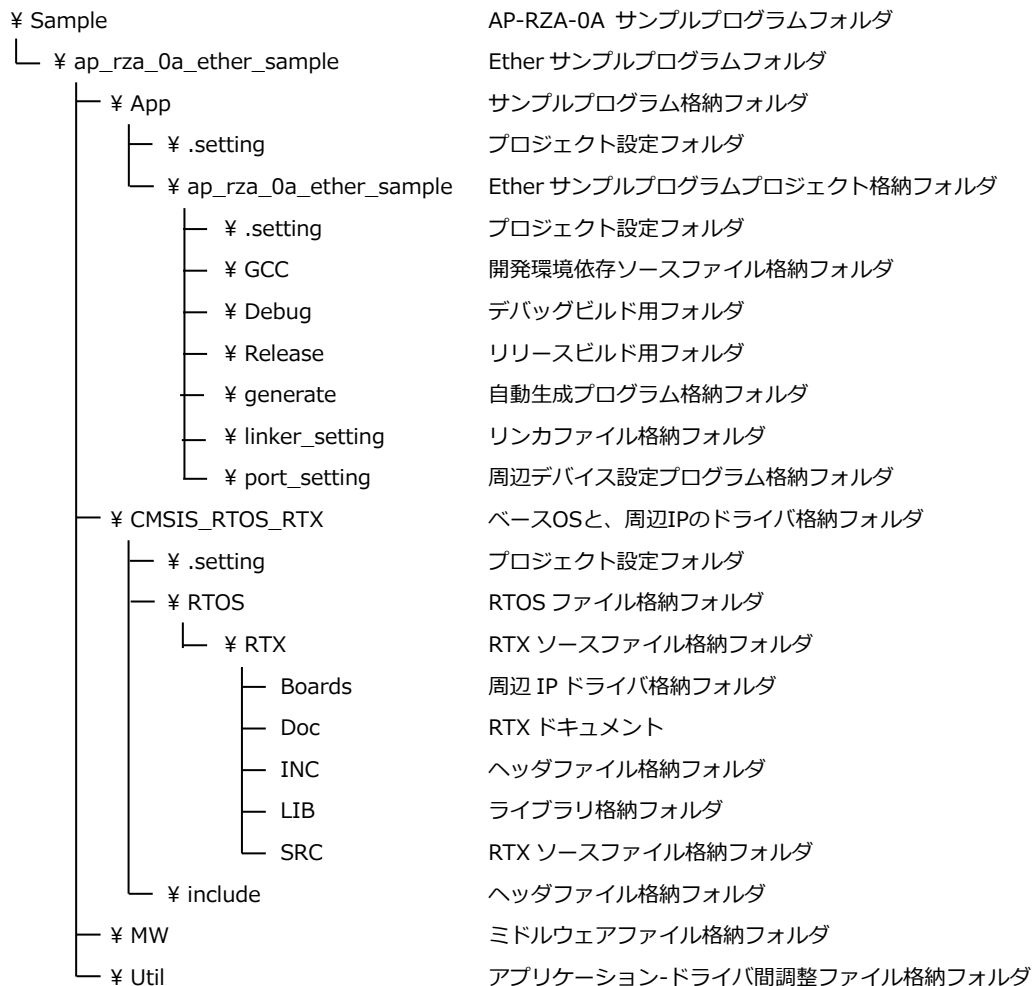 ¥ Sample AP-RZA-0A サンプルプログラムフォルダ
¥ ap_rza_0a_ether_sample Ether サンプルプログラムフォルダ
¥ App サンプルプログラム格納フォルダ
¥ .setting プロジェクト設定フォルダ
¥ ap_rza_0a_ether_sample Ether サンプルプログラムプロジェクト格納フォルダ
¥ .setting プロジェクト設定フォルダ
¥ GCC 開発環境依存ソースファイル格納フォルダ
¥ Debug デバッグビルド用フォルダ
¥ Release リリースビルド用フォルダ
¥ generate 自動生成プログラム格納フォルダ
¥ linker_setting リンカファイル格納フォルダ
¥ port_setting 周辺デバイス設定プログラム格納フォルダ
¥ CMSIS_RTOS_RTX ベースOSと、周辺IPのドライバ格納フォルダ
¥ .setting プロジェクト設定フォルダ
¥ RTOS RTOS ファイル格納フォルダ
¥ RTX RTX ソースファイル格納フォルダ
Boards 周辺 IP ドライバ格納フォルダ
Doc RTX ドキュメント
INC ヘッダファイル格納フォルダ
LIB ライブラリ格納フォルダ
SRC RTX ソースファイル格納フォルダ
¥ include ヘッダファイル格納フォルダ
¥ MW ミドルウェアファイル格納フォルダ
¥ Util アプリケーション-ドライバ間調整ファイル格納フォルダ